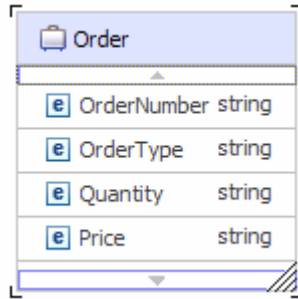 Order
e OrderNumber string
e OrderType string
e Quantity string
e Price string